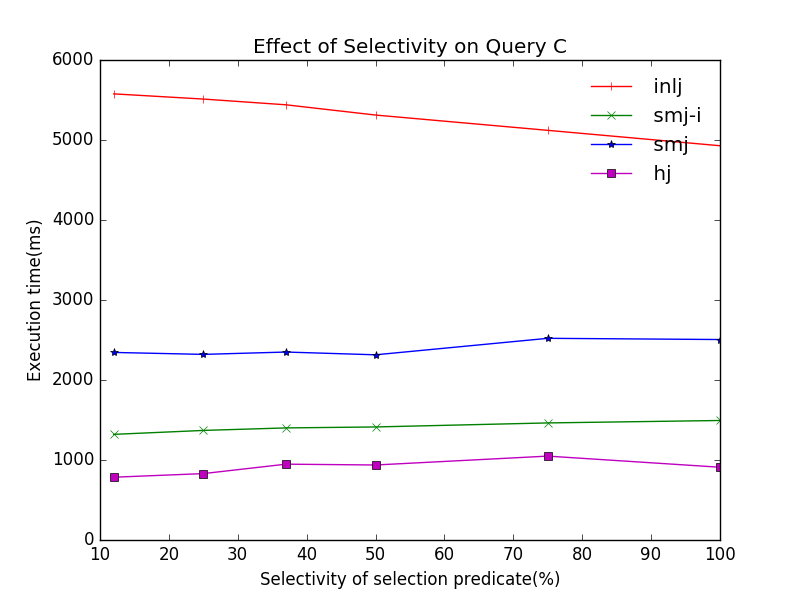 Effect of Selectivity on Query C
6000
5000
4000
3000
2000
1000
0
Execution time(ms)
inlj
smj-i
smj
hj
10 20 30 40 50 60 70 80 90 100
Selectivity of selection predicate(%)